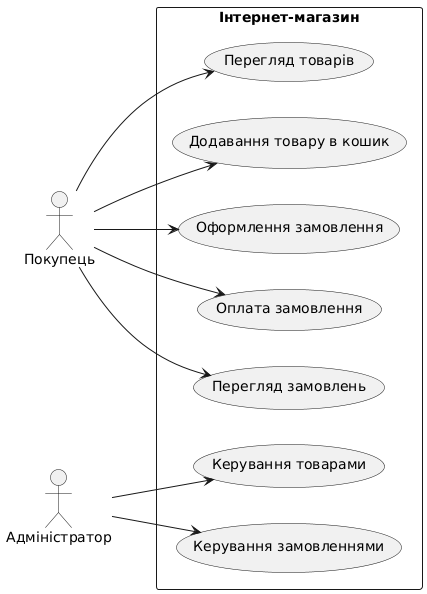 Інтернет-магазин
Перегляд товарів
Додавання товару в кошик
Оформлення замовлення
Покупець
Оплата замовлення
Перегляд замовлень
Керування товарами
Адміністратор
Керування замовленнями